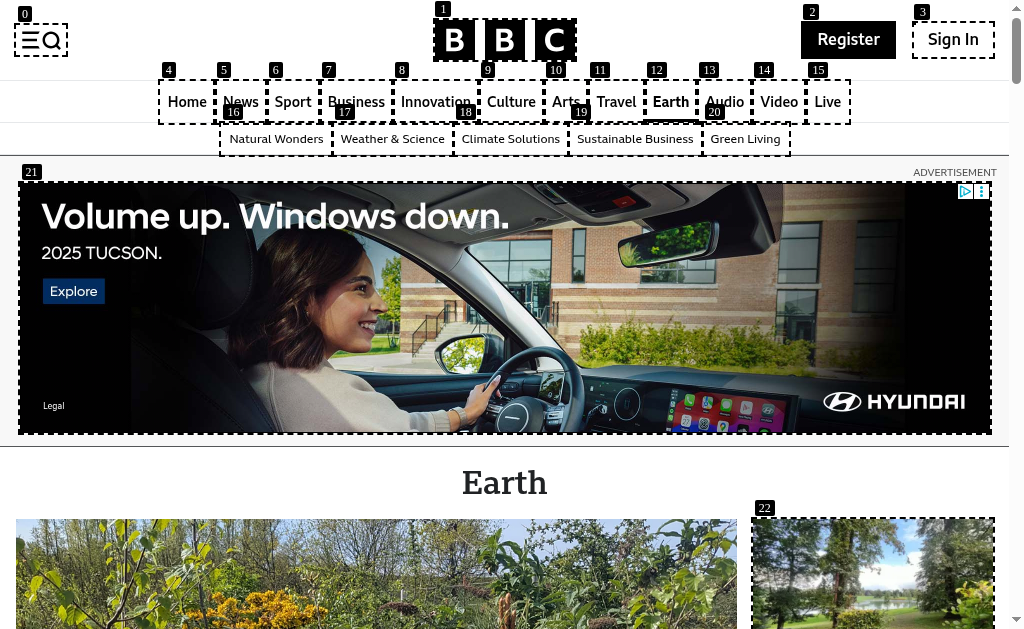 0
1
2
3
BBC
Register
Sign In
4
5
6
7
8
9
10
11
12
13
14
15
Home
News
Sport
Business
Innovation
Culture
Arts
Travel
Earth
Audio
Video
Live
16
17
18
19
20
Natural Wonders
Weather & Science
Climate Solutions
Sustainable Business
Green Living
21
ADVERTISEMENT
Volume up. Windows down.
2025 TUCSON.
Explore
Legal
HYUNDAI
Earth
22